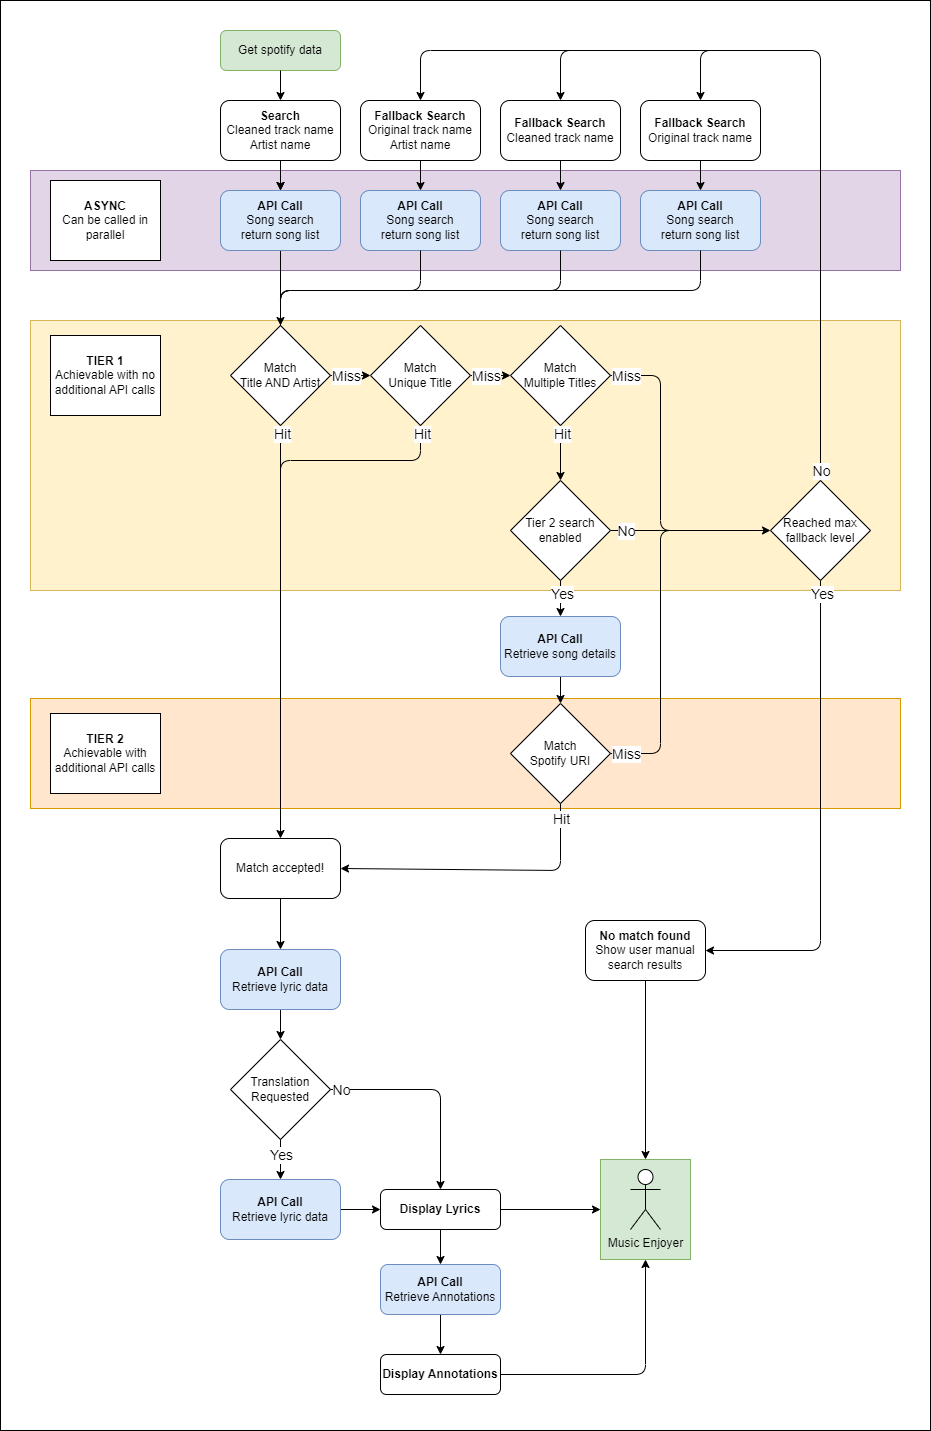 Get spotify data
Search
Cleaned track name
Artist name
Fallback Search
Original track name
Artist name
Fallback Search
Cleaned track name
Fallback Search
Original track name
ASYNC
Can be called in
parallel
API Call
Song search
return song list
API Call
Song search
return song list
API Call
Song search
return song list
API Call
Song search
return song list
TIER 1
Achievable with no
additional API calls
Match
Title AND Artist
Miss
Match
Unique Title
Miss
Match
Multiple Titles
Miss
Hit
Hit
Hit
No
Tier 2 search
enabled
No
Reached max
fallback level
Yes
Yes
API Call
Retrieve song details
TIER 2
Achievable with
additional API calls
Match
Spotify URI
Miss
Hit
Match accepted!
No match found
Show user manual
search results
API Call
Retrieve lyric data
Translation
Requested
No
Yes
API Call
Retrieve lyric data
Display Lyrics
Music Enjoyer
API Call
Retrieve Annotations
Display Annotations